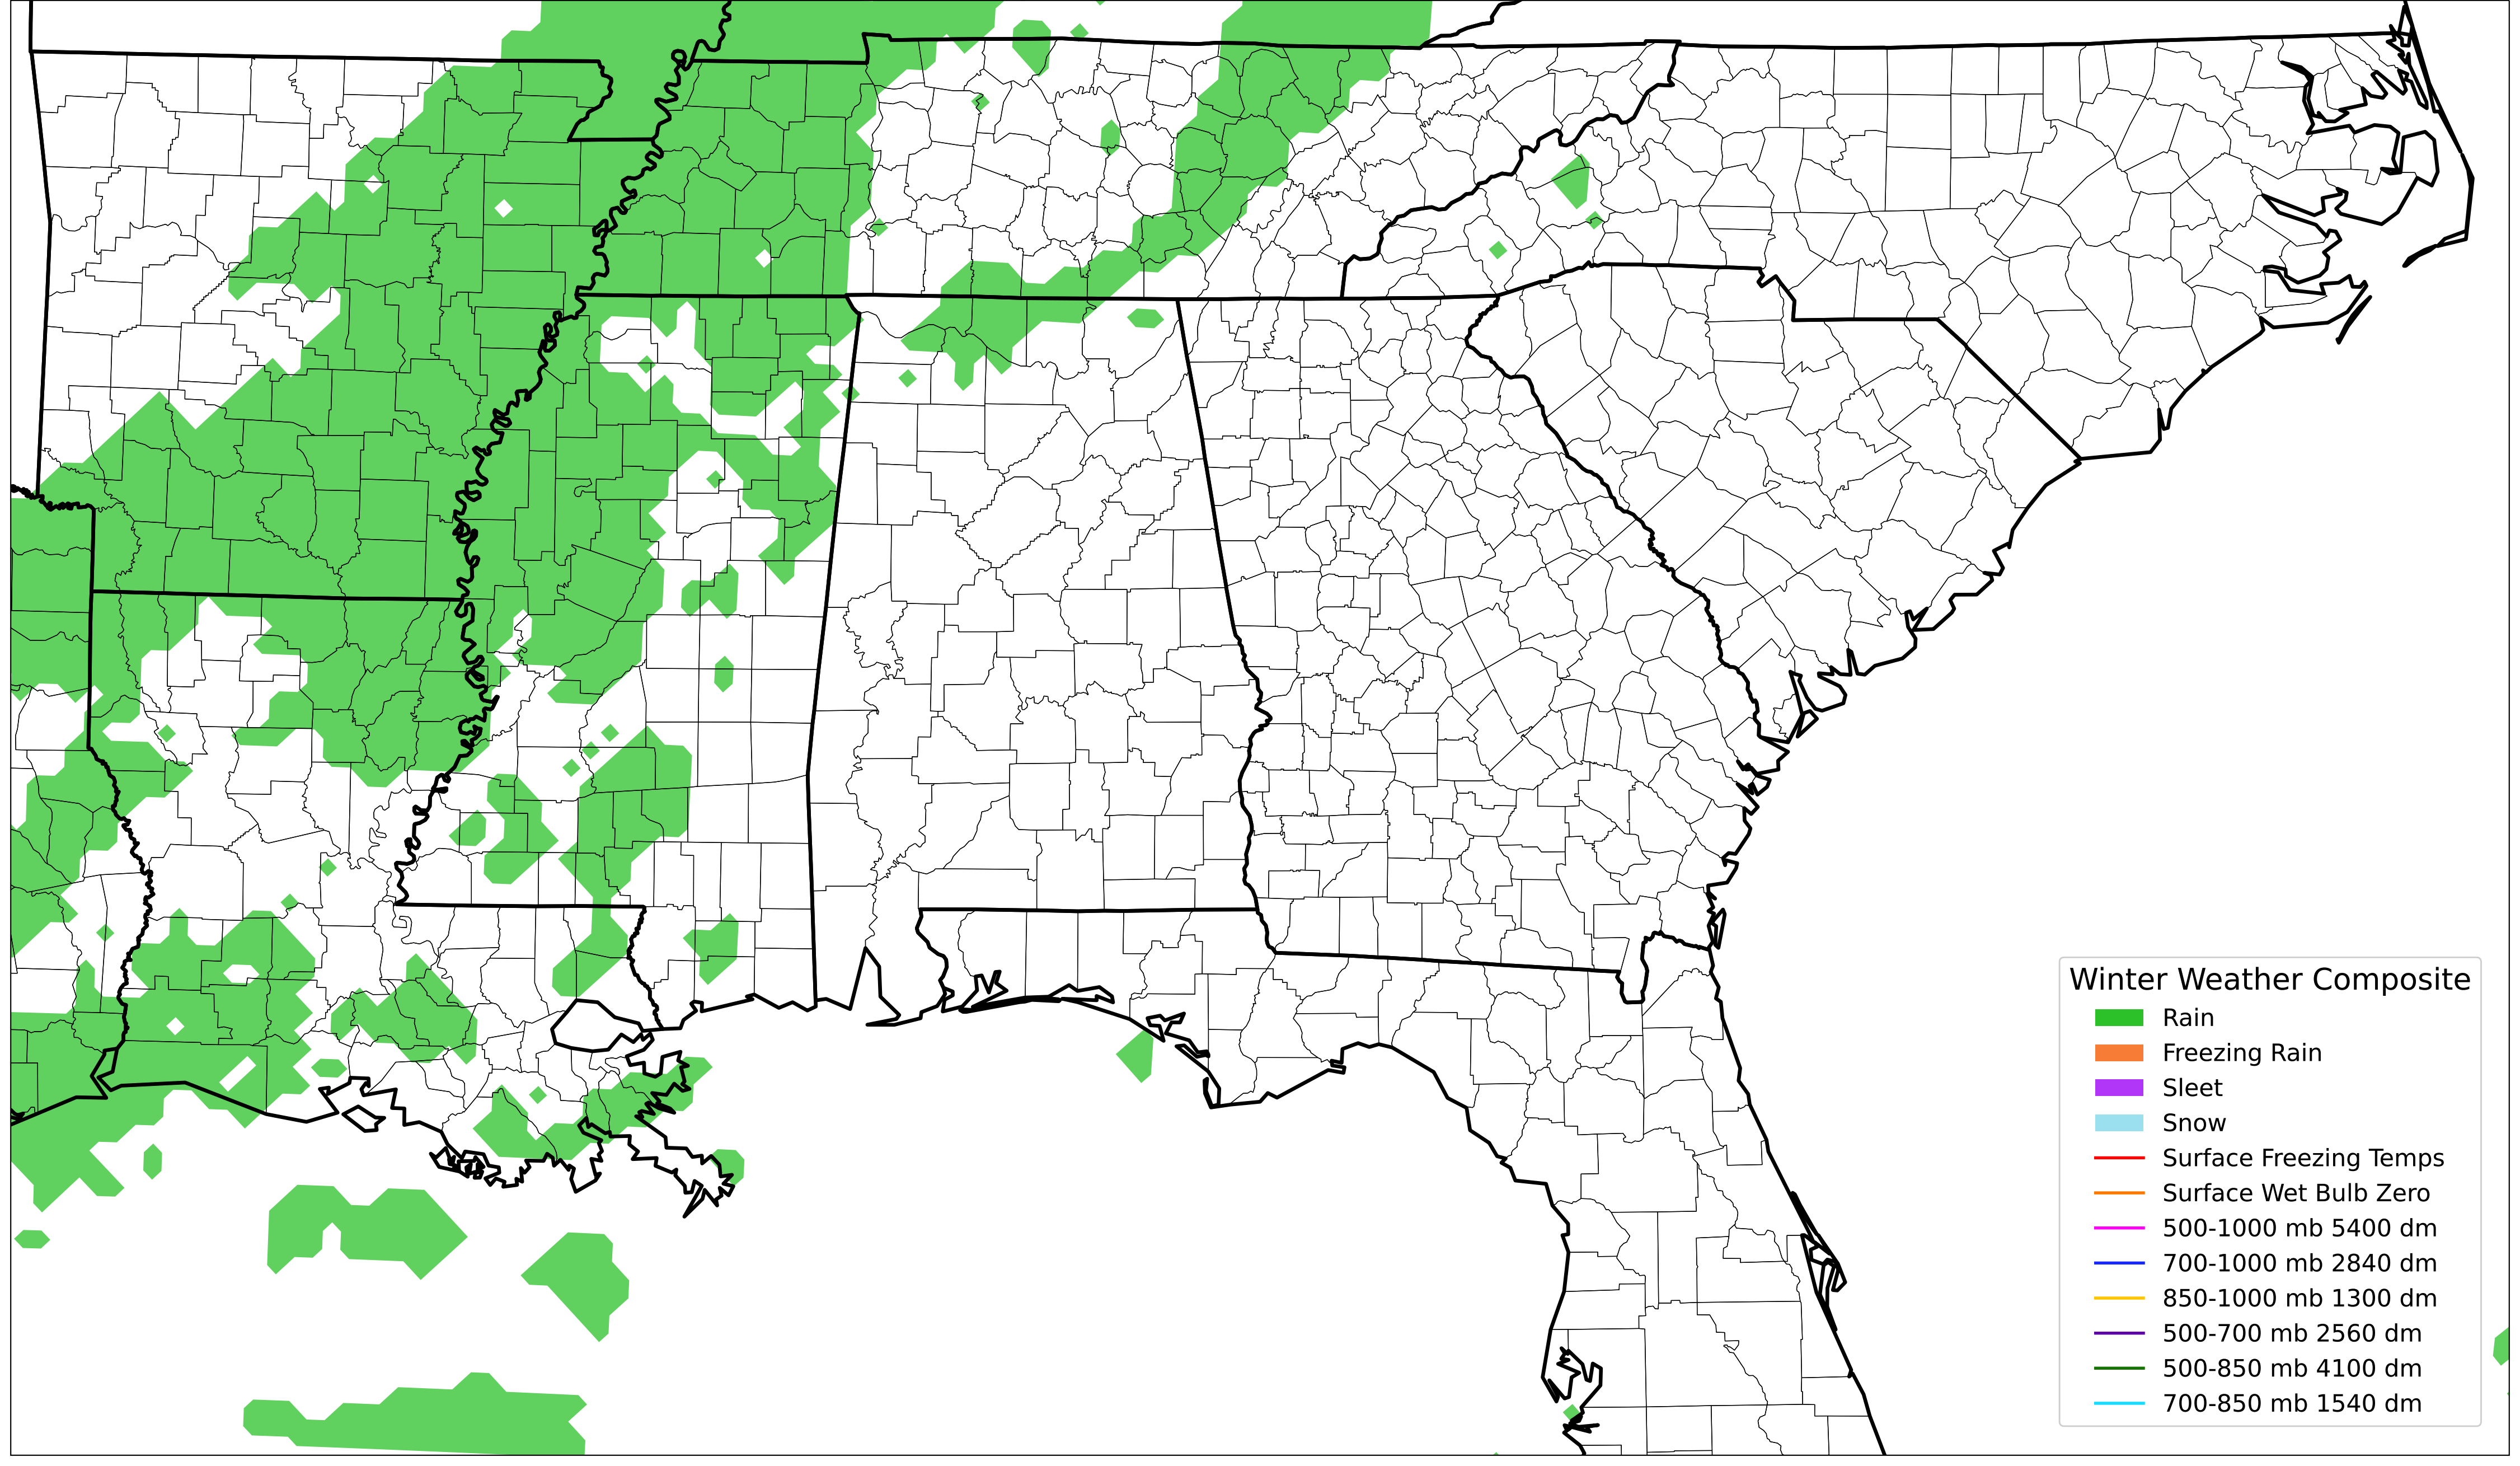 Winter Weather Composite
Rain
Freezing Rain
Sleet
Snow
Surface Freezing Temps
Surface Wet Bulb Zero
500-1000 mb 5400 dm
700-1000 mb 2840 dm
850-1000 mb 1300 dm
500-700 mb 2560 dm
500-850 mb 4100 dm
700-850 mb 1540 dm